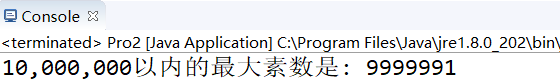 Console
<terminated> Pro2 [Java Application] C:\Program Files\Java\jre1.8.0_202\bin\
10,000,000以内的最大素数是: 9999991